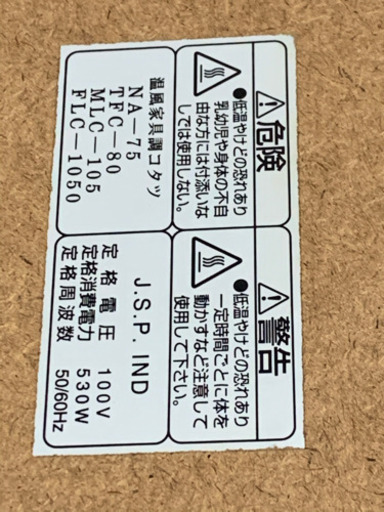 ⚠危険
●低温やけどの恐れあり
乳幼児や身体の不自
由な方には付添いな
しでは使用しない。
⚠警告
●低温やけどの恐れあり
一定時間ごとに体を
動かすなど注意して
使用して下さい。
温風家具調コタツ
NA-75
TFC-80
MLC-105
FLC-1050
J.S.P. IND
定格電圧 100V
定格消費電力 530W
定格周波数 50/60Hz